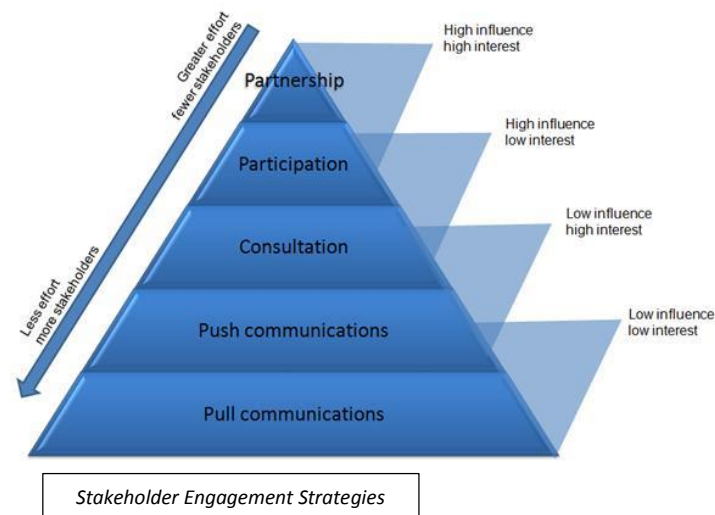 Greater effort
fewer stakeholders
Less effort
more stakeholders
Partnership
Participation
Consultation
Push communications
Pull communications
High influence
high interest
High influence
low interest
Low influence
high interest
Low influence
low interest
Stakeholder Engagement Strategies